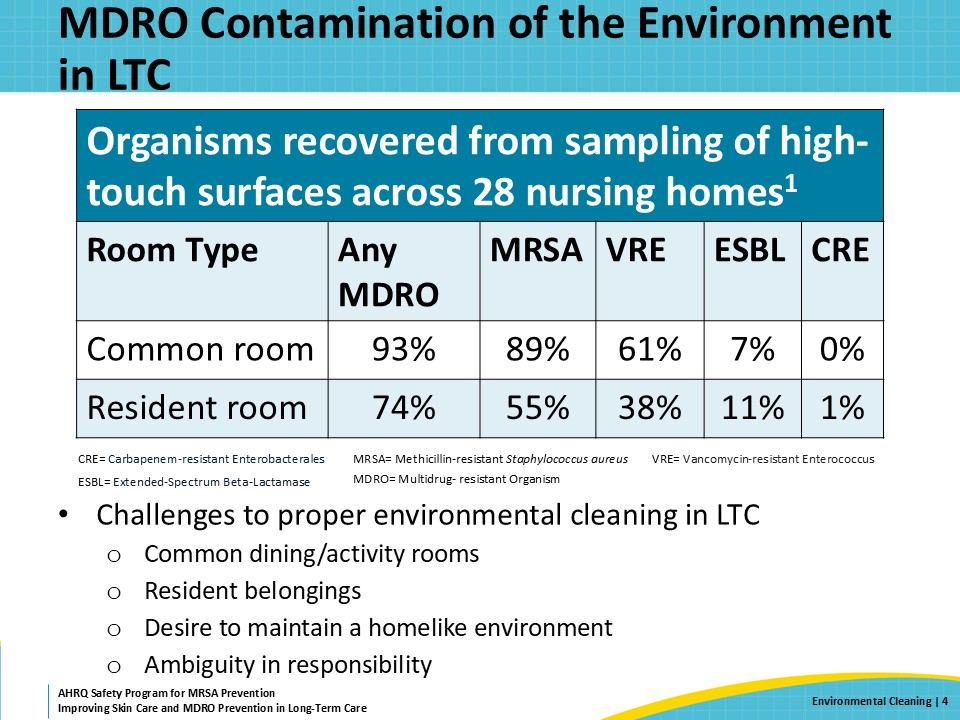 MDRO Contamination of the Environment
in LTC
Organisms recovered from sampling of high-
touch surfaces across 28 nursing homes1
Room Type Any MRSA VRE ESBL CRE
MDRO
Common room 93% 89% 61% 7% 0%
Resident room 74% 55% 38% 11% 1%
CRE= Carbapenem-resistant Enterobacterales MRSA= Methicillin-resistant Staphylococcus aureus VRE= Vancomycin-resistant Enterococcus
ESBL= Extended-Spectrum Beta-Lactamase MDRO= Multidrug- resistant Organism
• Challenges to proper environmental cleaning in LTC
o Common dining/activity rooms
o Resident belongings
o Desire to maintain a homelike environment
o Ambiguity in responsibility
AHRQ Safety Program for MRSA Prevention
Improving Skin Care and MDRO Prevention in Long-Term Care
Environmental Cleaning | 4